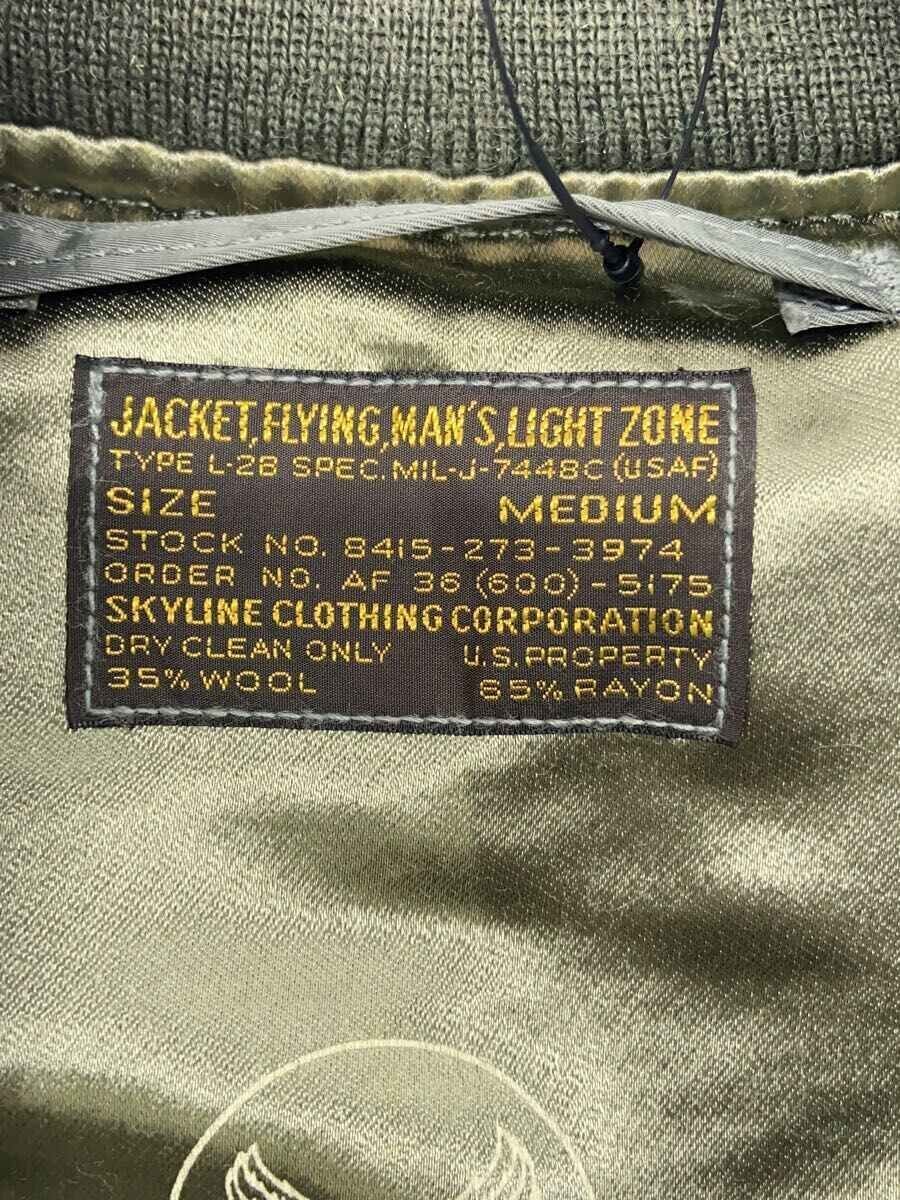 JACKET, FLYING, MAN'S, LIGHT ZONE
TYPE L-2B SPEC. MIL-J-7448C (USAF)
SIZE MEDIUM
STOCK NO. 8415-273-3974
ORDER NO. AF 36 (600)-5175
SKYLINE CLOTHING CORPORATION
DRY CLEAN ONLY U.S. PROPERTY
35% WOOL 65% RAYON